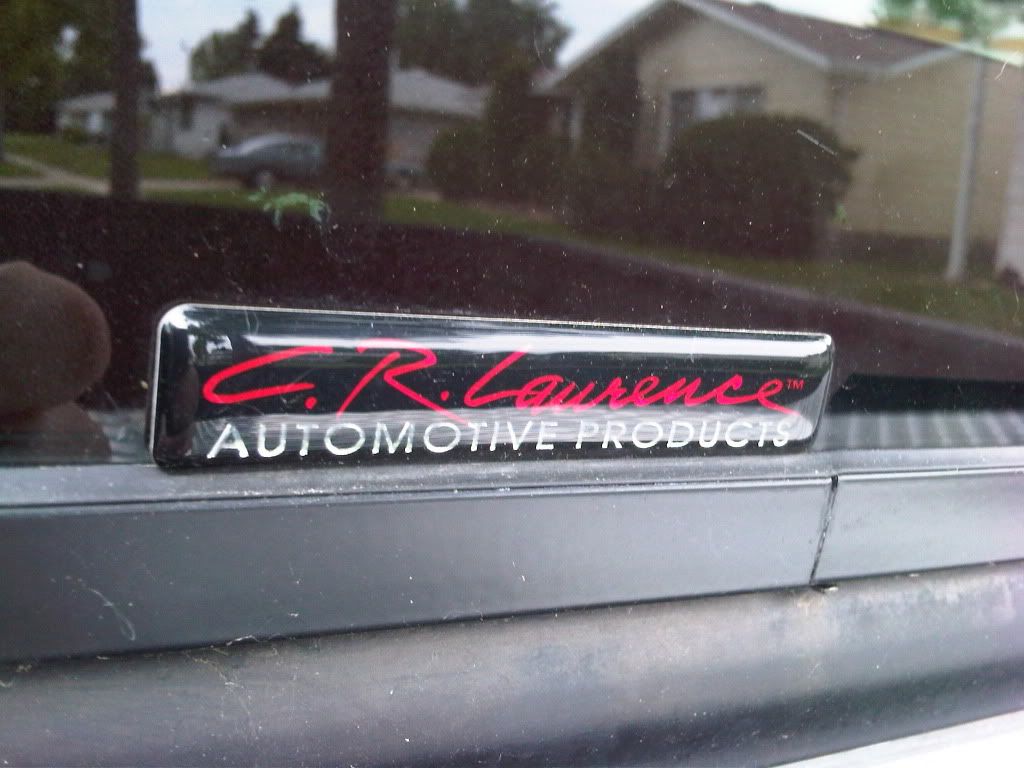 C.R. Laurence™
AUTOMOTIVE PRODUCTS